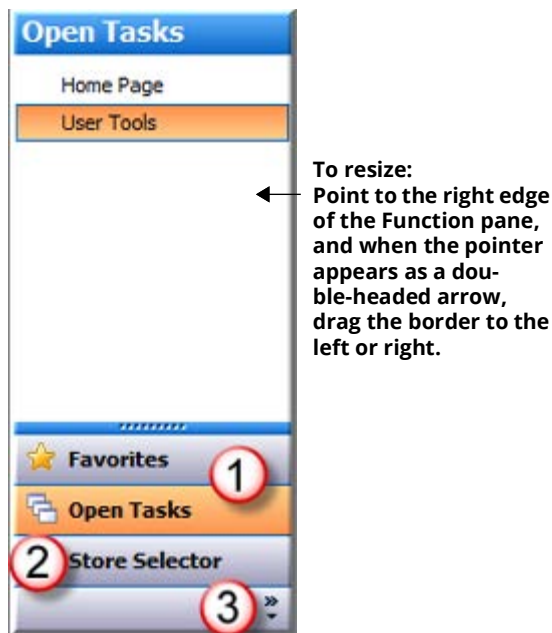 Open Tasks
Home Page
User Tools
To resize:
Point to the right edge
of the Function pane,
and when the pointer
appears as a dou-
ble-headed arrow,
drag the border to the
left or right.
Favorites
1
Open Tasks
2
Store Selector
3